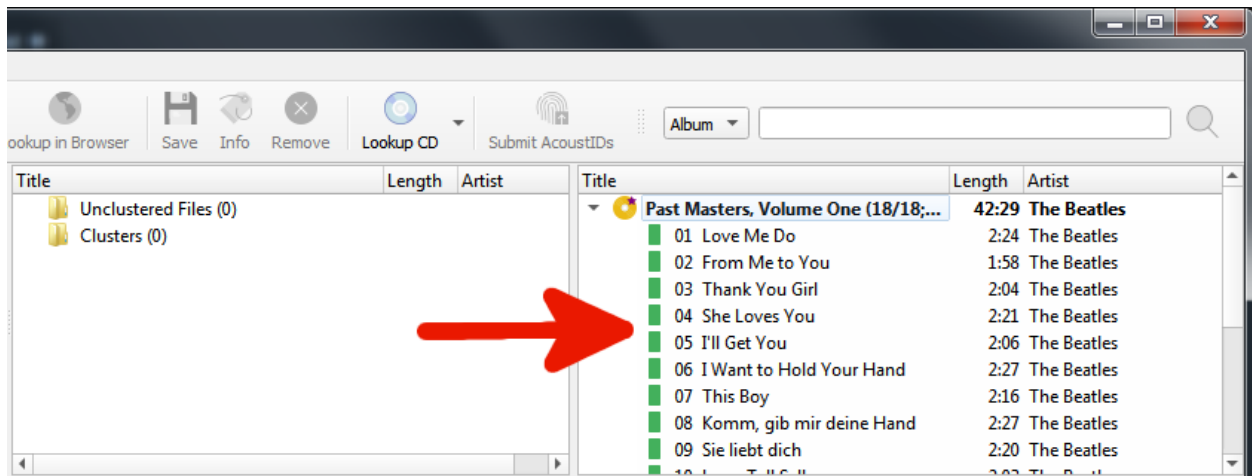 ookup in Browser Save Info Remove Lookup CD Submit AcoustIDs Album
Title Length Artist
Unclustered Files (0)
Clusters (0)
Title Length Artist
Past Masters, Volume One (18/18;... 42:29 The Beatles
01 Love Me Do 2:24 The Beatles
02 From Me to You 1:58 The Beatles
03 Thank You Girl 2:04 The Beatles
04 She Loves You 2:21 The Beatles
05 I'll Get You 2:06 The Beatles
06 I Want to Hold Your Hand 2:27 The Beatles
07 This Boy 2:16 The Beatles
08 Komm, gib mir deine Hand 2:27 The Beatles
09 Sie liebt dich 2:20 The Beatles